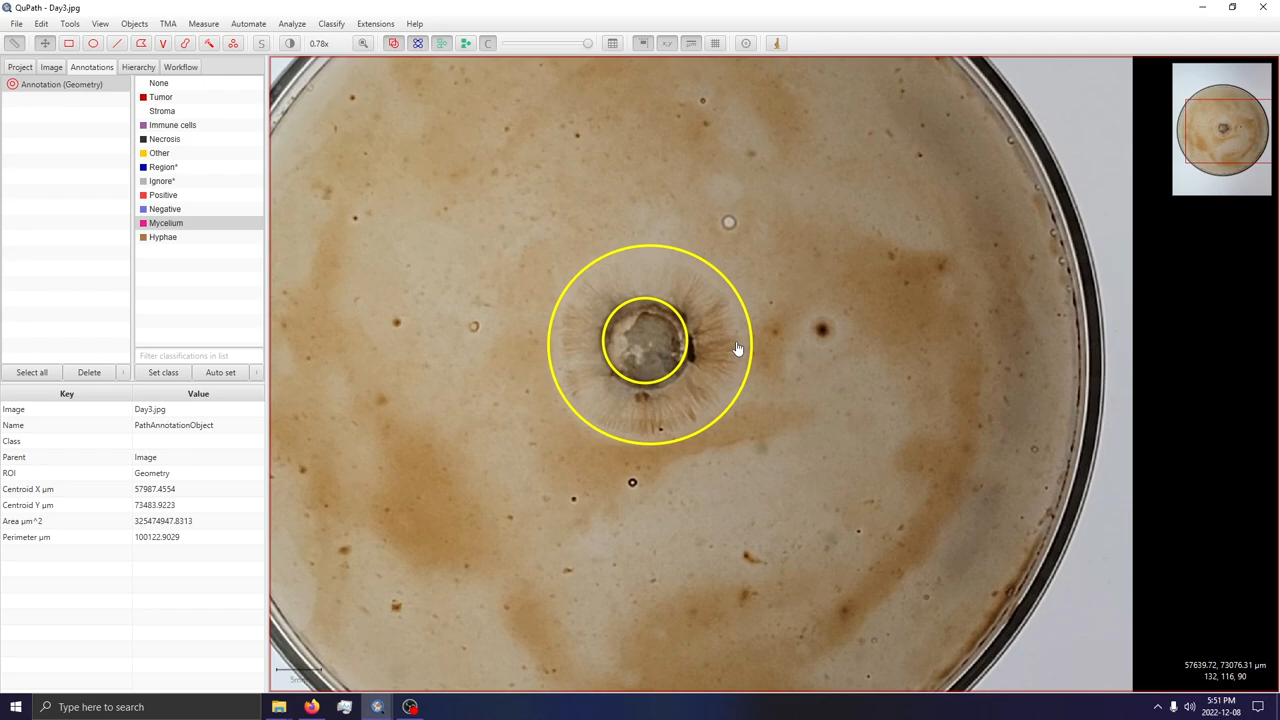 QuPath - Day3.jpg
File Edit Tools View Objects TMA Measure Automate Analyze Classify Extensions Help
V S 0.78x C
Project Image Annotations Hierarchy Workflow
Annotation (Geometry)
None
Tumor
Stroma
Immune cells
Necrosis
Other
Region*
Ignore*
Positive
Negative
Mycelium
Hyphae
Filter classifications in list
Select all Delete Set class Auto set
Key Value
Image Day3.jpg
Name PathAnnotationObject
Class
Parent Image
ROI Geometry
Centroid X µm 57987.4554
Centroid Y µm 73483.9223
Area µm^2 325474947.8313
Perimeter µm 100122.9029
57639.72, 73076.31 µm
132, 116, 90
Type here to search
5:51 PM
2022-12-08